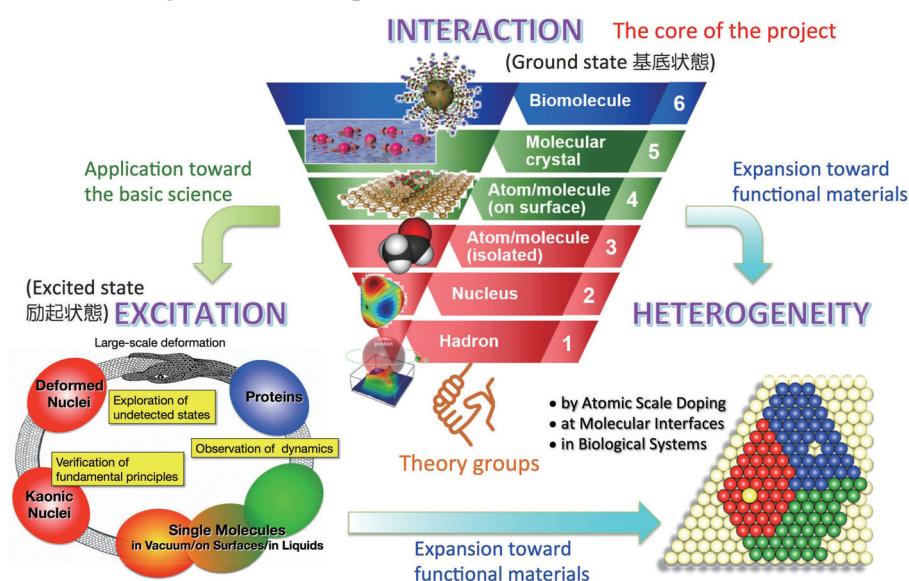 INTERACTION
The core of the project
(Ground state 基底状態)
Biomolecule 6
Molecular
crystal
5
Atom/molecule
(on surface)
4
Atom/molecule
(isolated)
3
Nucleus 2
Hadron 1
proton
Application toward
the basic science
Expansion toward
functional materials
(Excited state
励起状態) EXCITATION
Large-scale deformation
Deformed
Nuclei
Exploration of
undetected states
Proteins
Observation of dynamics
Verification of
fundamental principles
Kaonic
Nuclei
Single Molecules
in Vacuum/on Surfaces/in Liquids
Theory groups
HETEROGENEITY
• by Atomic Scale Doping
• at Molecular Interfaces
• in Biological Systems
Expansion toward
functional materials